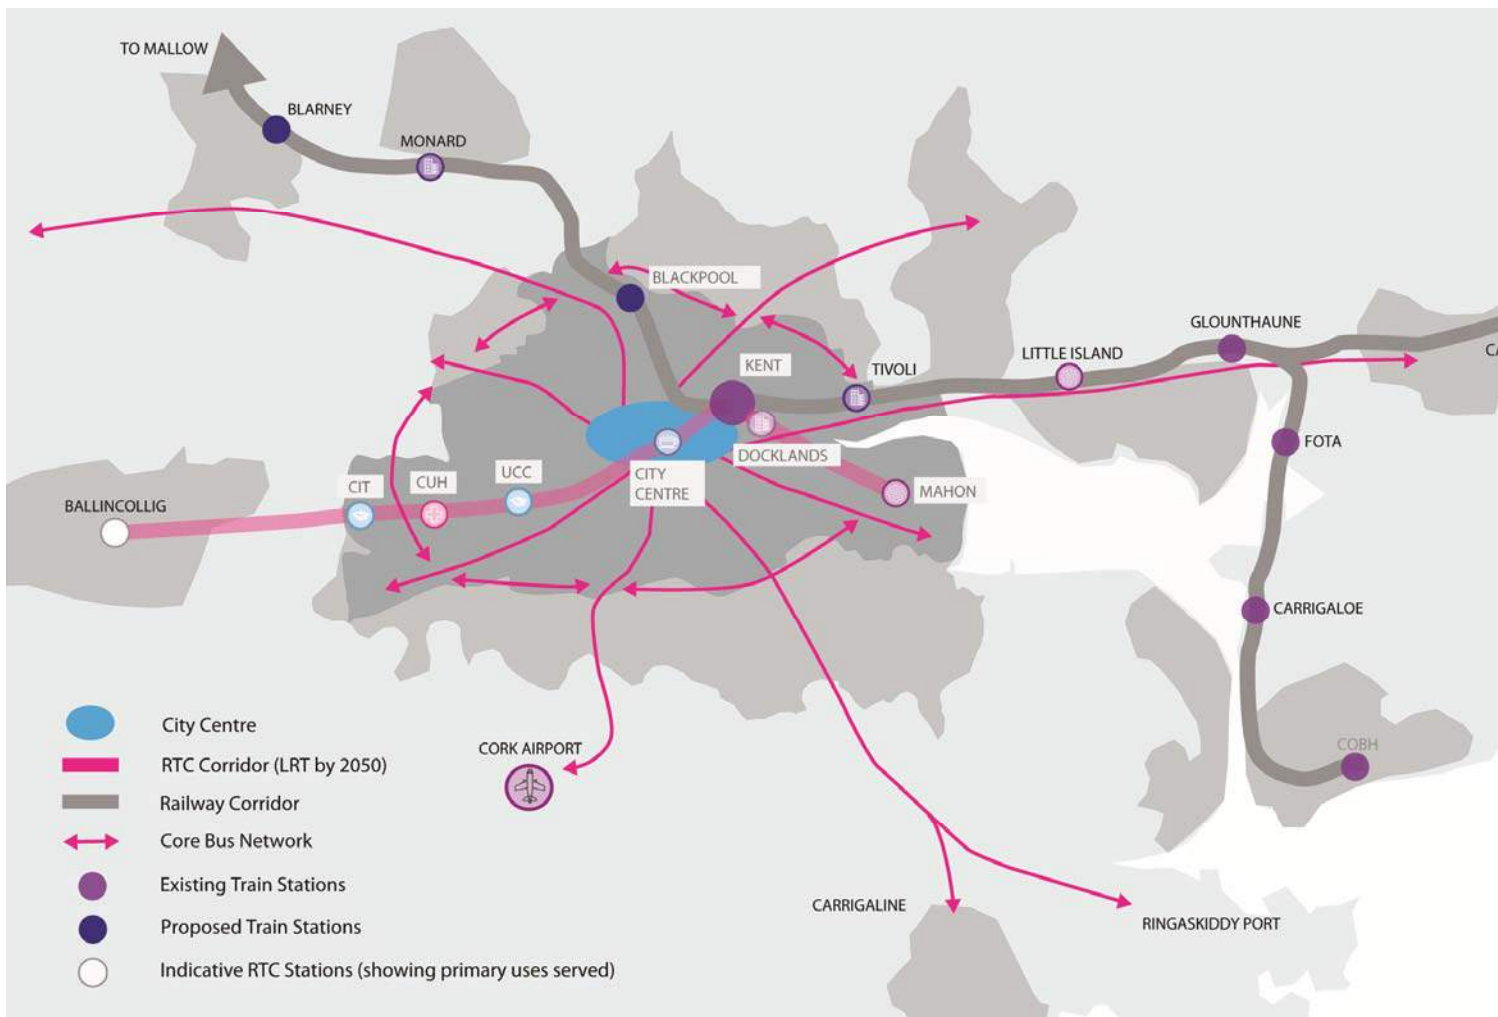 TO MALLOW
BLARNEY
MONARD
BLACKPOOL
GLOUNTHAUNE
LITTLE ISLAND
KENT
TIVOLI
CA
FOTA
DOCKLANDS
UCC
CITY
CENTRE
CIT
CUH
MAHON
BALLINCOLLIG
CARRIGALOE
COBH
CORK AIRPORT
CARRIGALINE
RINGASKIDDY PORT
City Centre
RTC Corridor (LRT by 2050)
Railway Corridor
Core Bus Network
Existing Train Stations
Proposed Train Stations
Indicative RTC Stations (showing primary uses served)